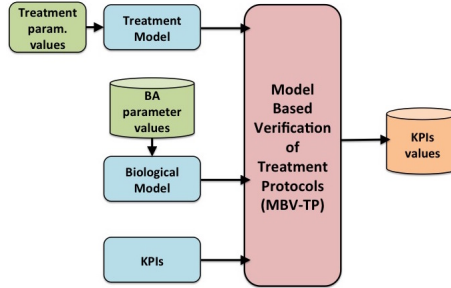 Treatment
param.
values
Treatment
Model
BA
parameter
values
Biological
Model
KPIs
Model
Based
Verification
of
Treatment
Protocols
(MBV-TP)
KPIs
values